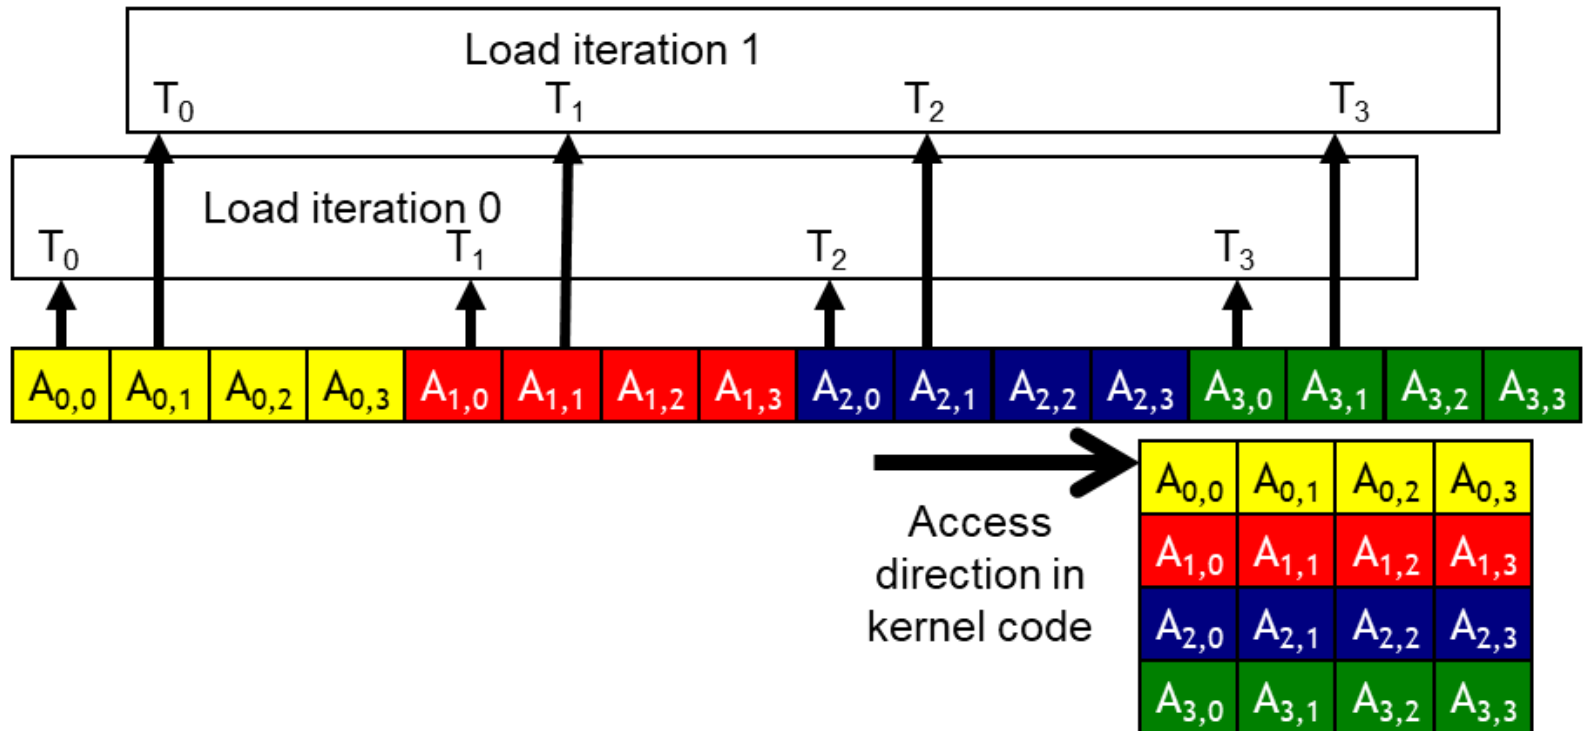 Load iteration 1
T0 T1 T2 T3
Load iteration 0
T0 T1 T2 T3
A0,0 A0,1 A0,2 A0,3 A1,0 A1,1 A1,2 A1,3 A2,0 A2,1 A2,2 A2,3 A3,0 A3,1 A3,2 A3,3
Access
direction in
kernel code
A0,0 A0,1 A0,2 A0,3
A1,0 A1,1 A1,2 A1,3
A2,0 A2,1 A2,2 A2,3
A3,0 A3,1 A3,2 A3,3